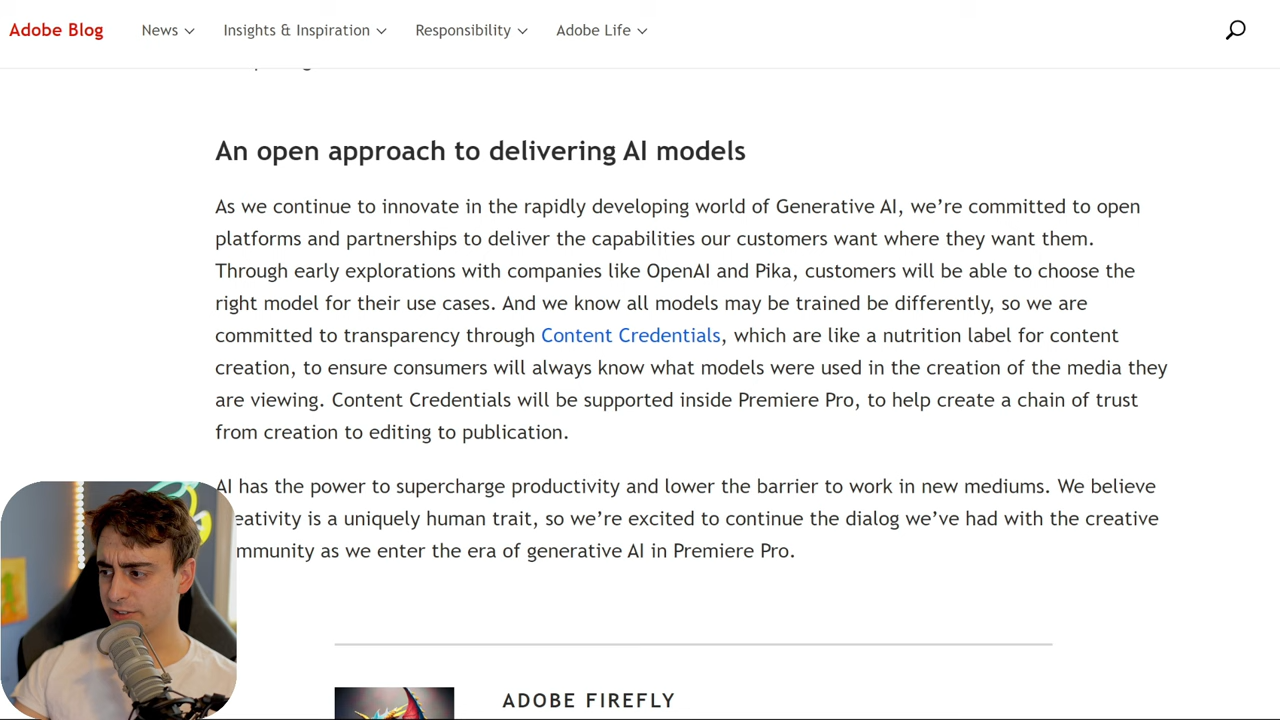 Adobe Blog News Insights & Inspiration Responsibility Adobe Life
An open approach to delivering AI models
As we continue to innovate in the rapidly developing world of Generative AI, we’re committed to open
platforms and partnerships to deliver the capabilities our customers want where they want them.
Through early explorations with companies like OpenAI and Pika, customers will be able to choose the
right model for their use cases. And we know all models may be trained be differently, so we are
committed to transparency through Content Credentials, which are like a nutrition label for content
creation, to ensure consumers will always know what models were used in the creation of the media they
are viewing. Content Credentials will be supported inside Premiere Pro, to help create a chain of trust
from creation to editing to publication.
AI has the power to supercharge productivity and lower the barrier to work in new mediums. We believe
eativity is a uniquely human trait, so we’re excited to continue the dialog we’ve had with the creative
mmunity as we enter the era of generative AI in Premiere Pro.
ADOBE FIREFLY